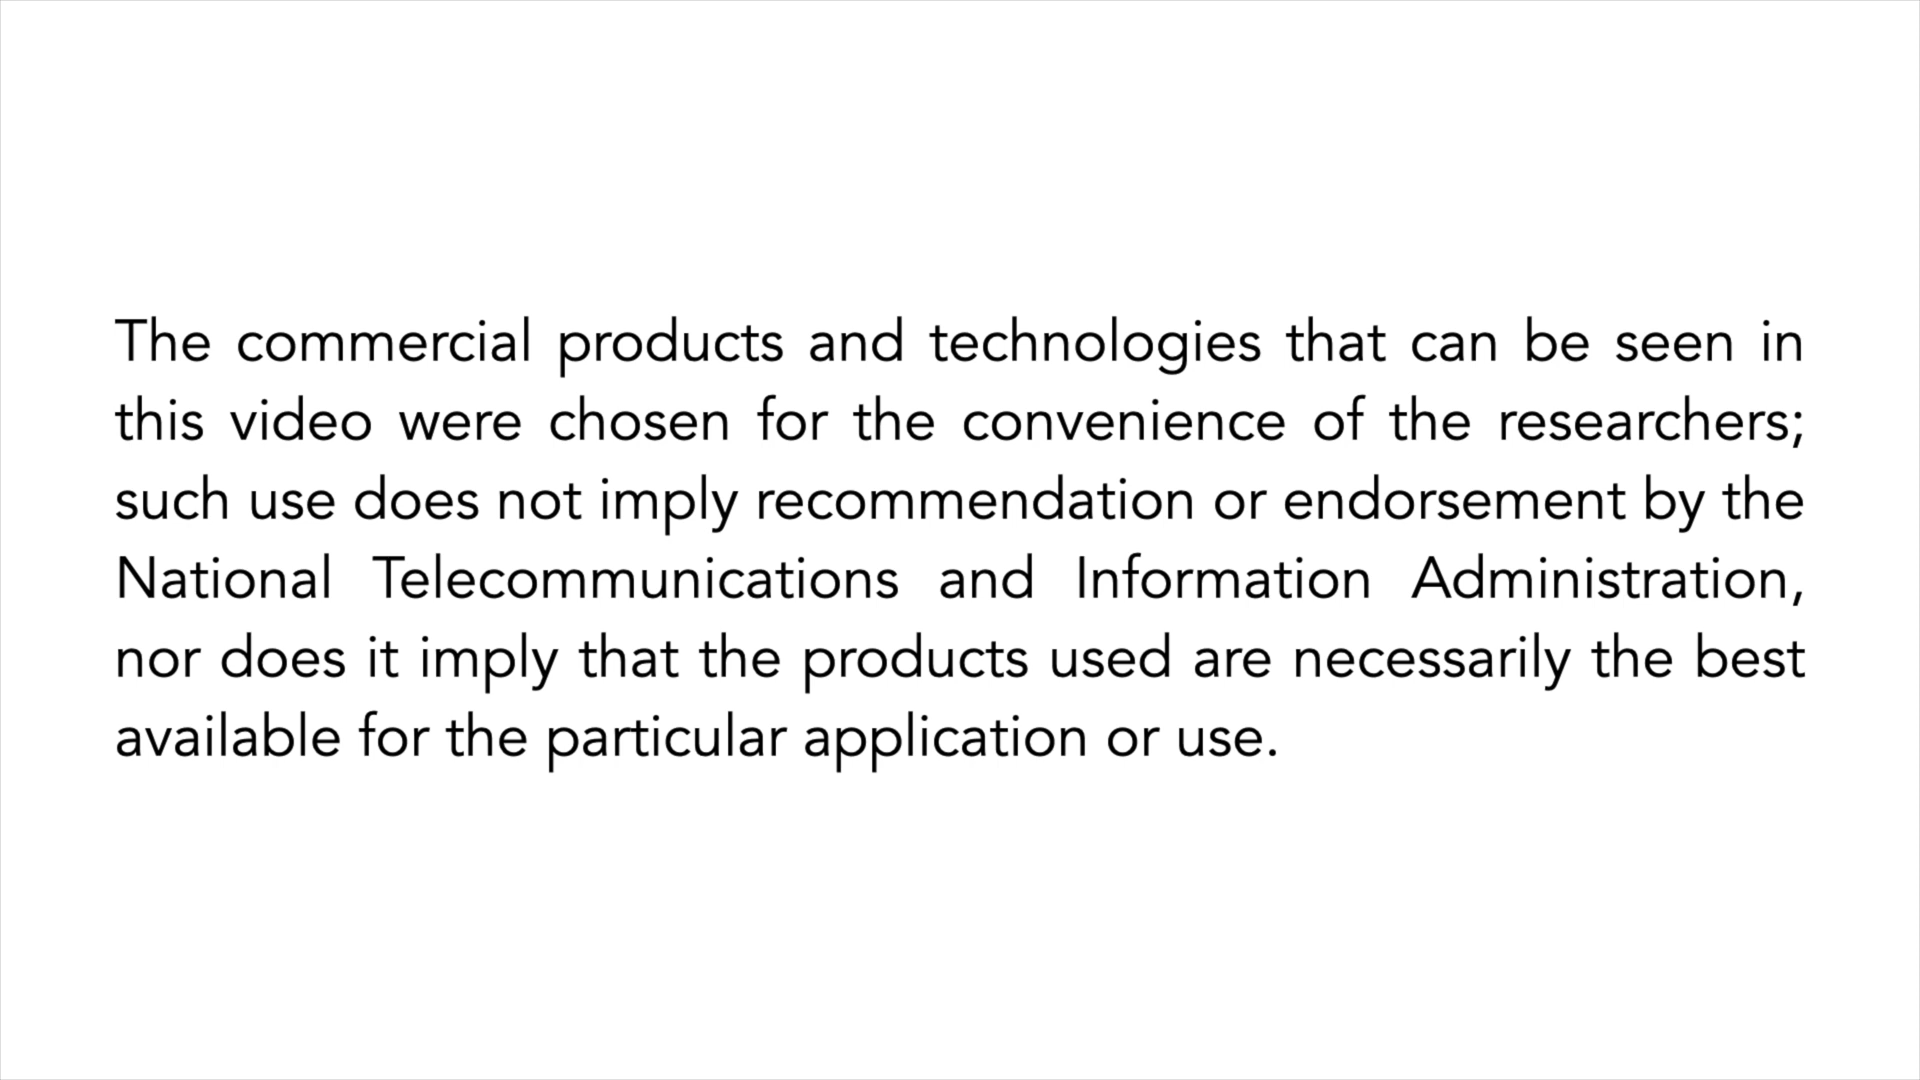 The commercial products and technologies that can be seen in
this video were chosen for the convenience of the researchers;
such use does not imply recommendation or endorsement by the
National Telecommunications and Information Administration,
nor does it imply that the products used are necessarily the best
available for the particular application or use.